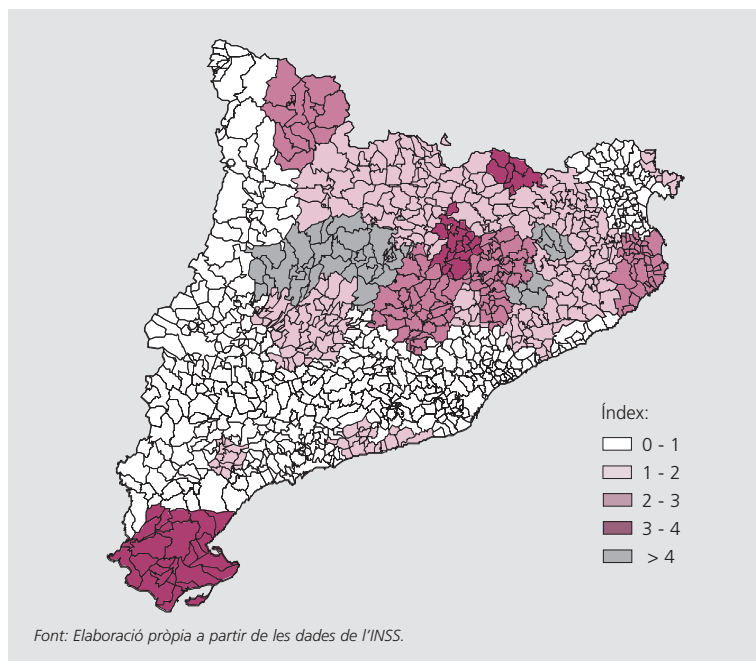 Índex:
0 - 1
1 - 2
2 - 3
3 - 4
> 4
Font: Elaboració pròpia a partir de les dades de l'INSS.